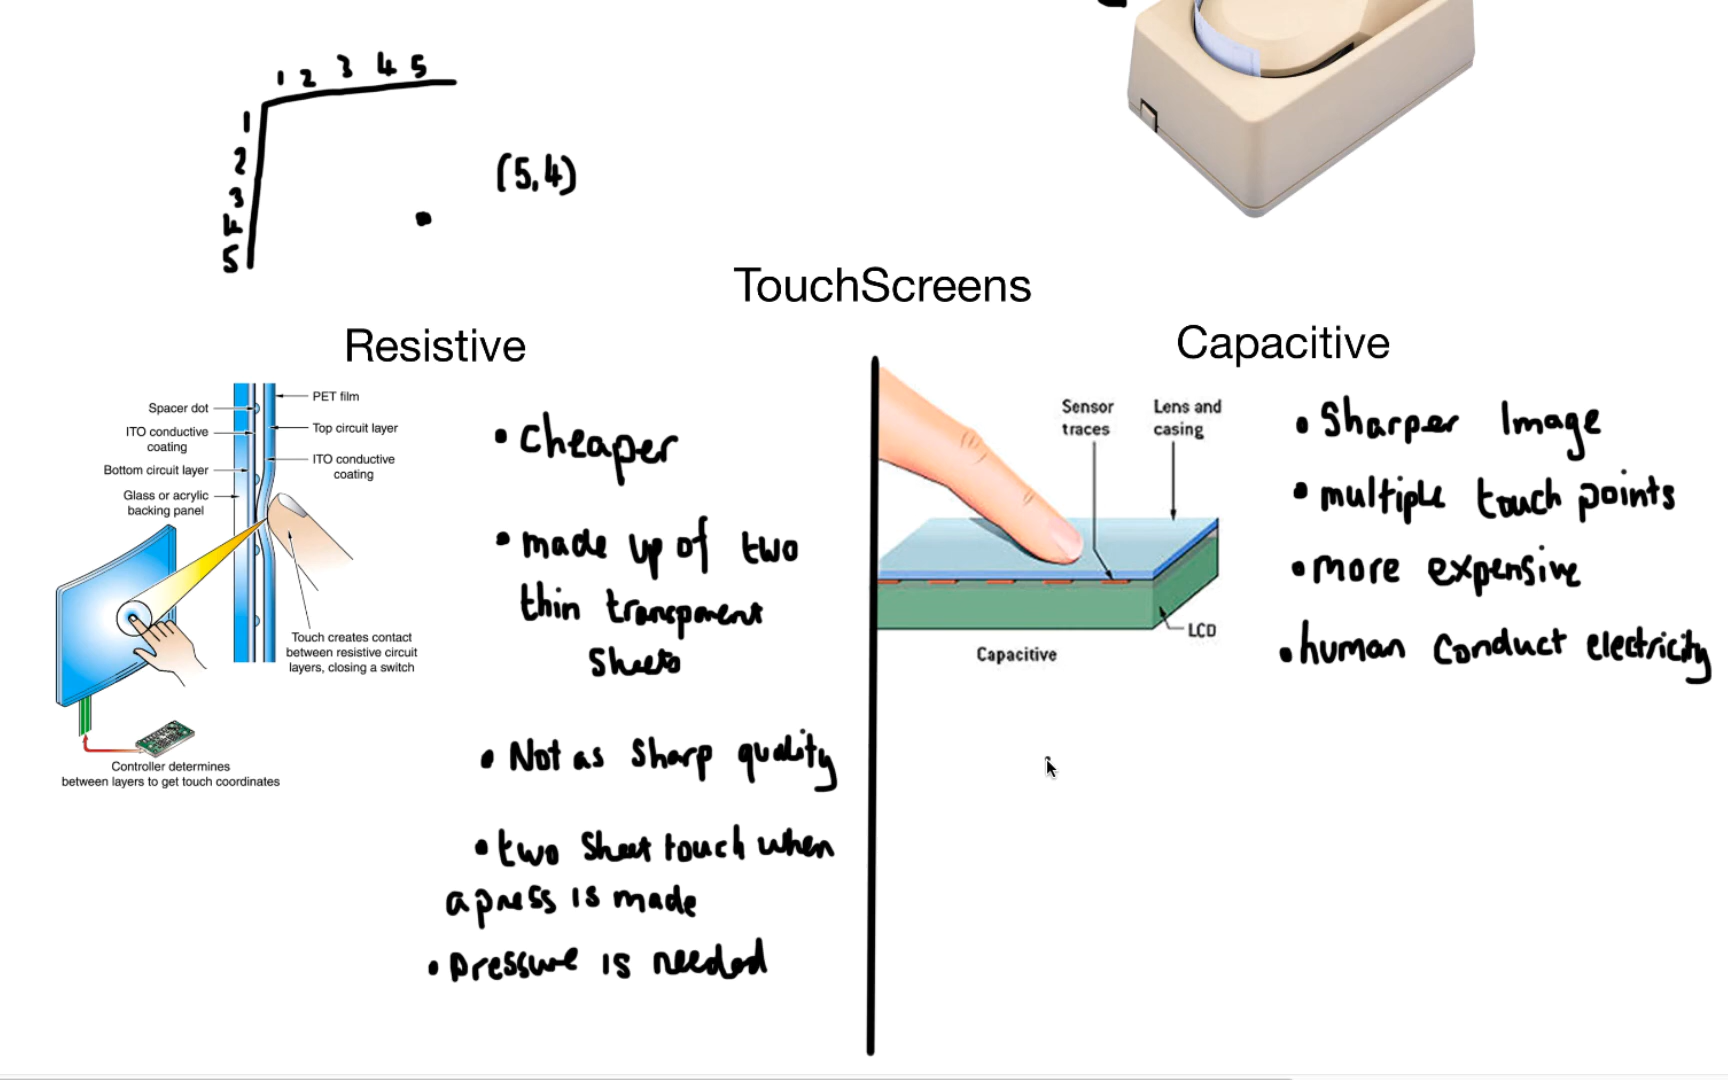 1 2 3 4 5
1
2
3
4
5
(5,4)
TouchScreens
Resistive
Spacer dot
ITO conductive
coating
Bottom circuit layer
Glass or acrylic
backing panel
PET film
Top circuit layer
ITO conductive
coating
Touch creates contact
between resistive circuit
layers, closing a switch
Controller determines
between layers to get touch coordinates
• Cheaper
• made up of two
thin transparent
sheets
• Not as sharp quality
• two sheet touch when
a press is made
• pressure is needed
Capacitive
Sensor
traces
Lens and
casing
LCD
Capacitive
• Sharper Image
• multiple touch points
• more expensive
• human conduct electricity